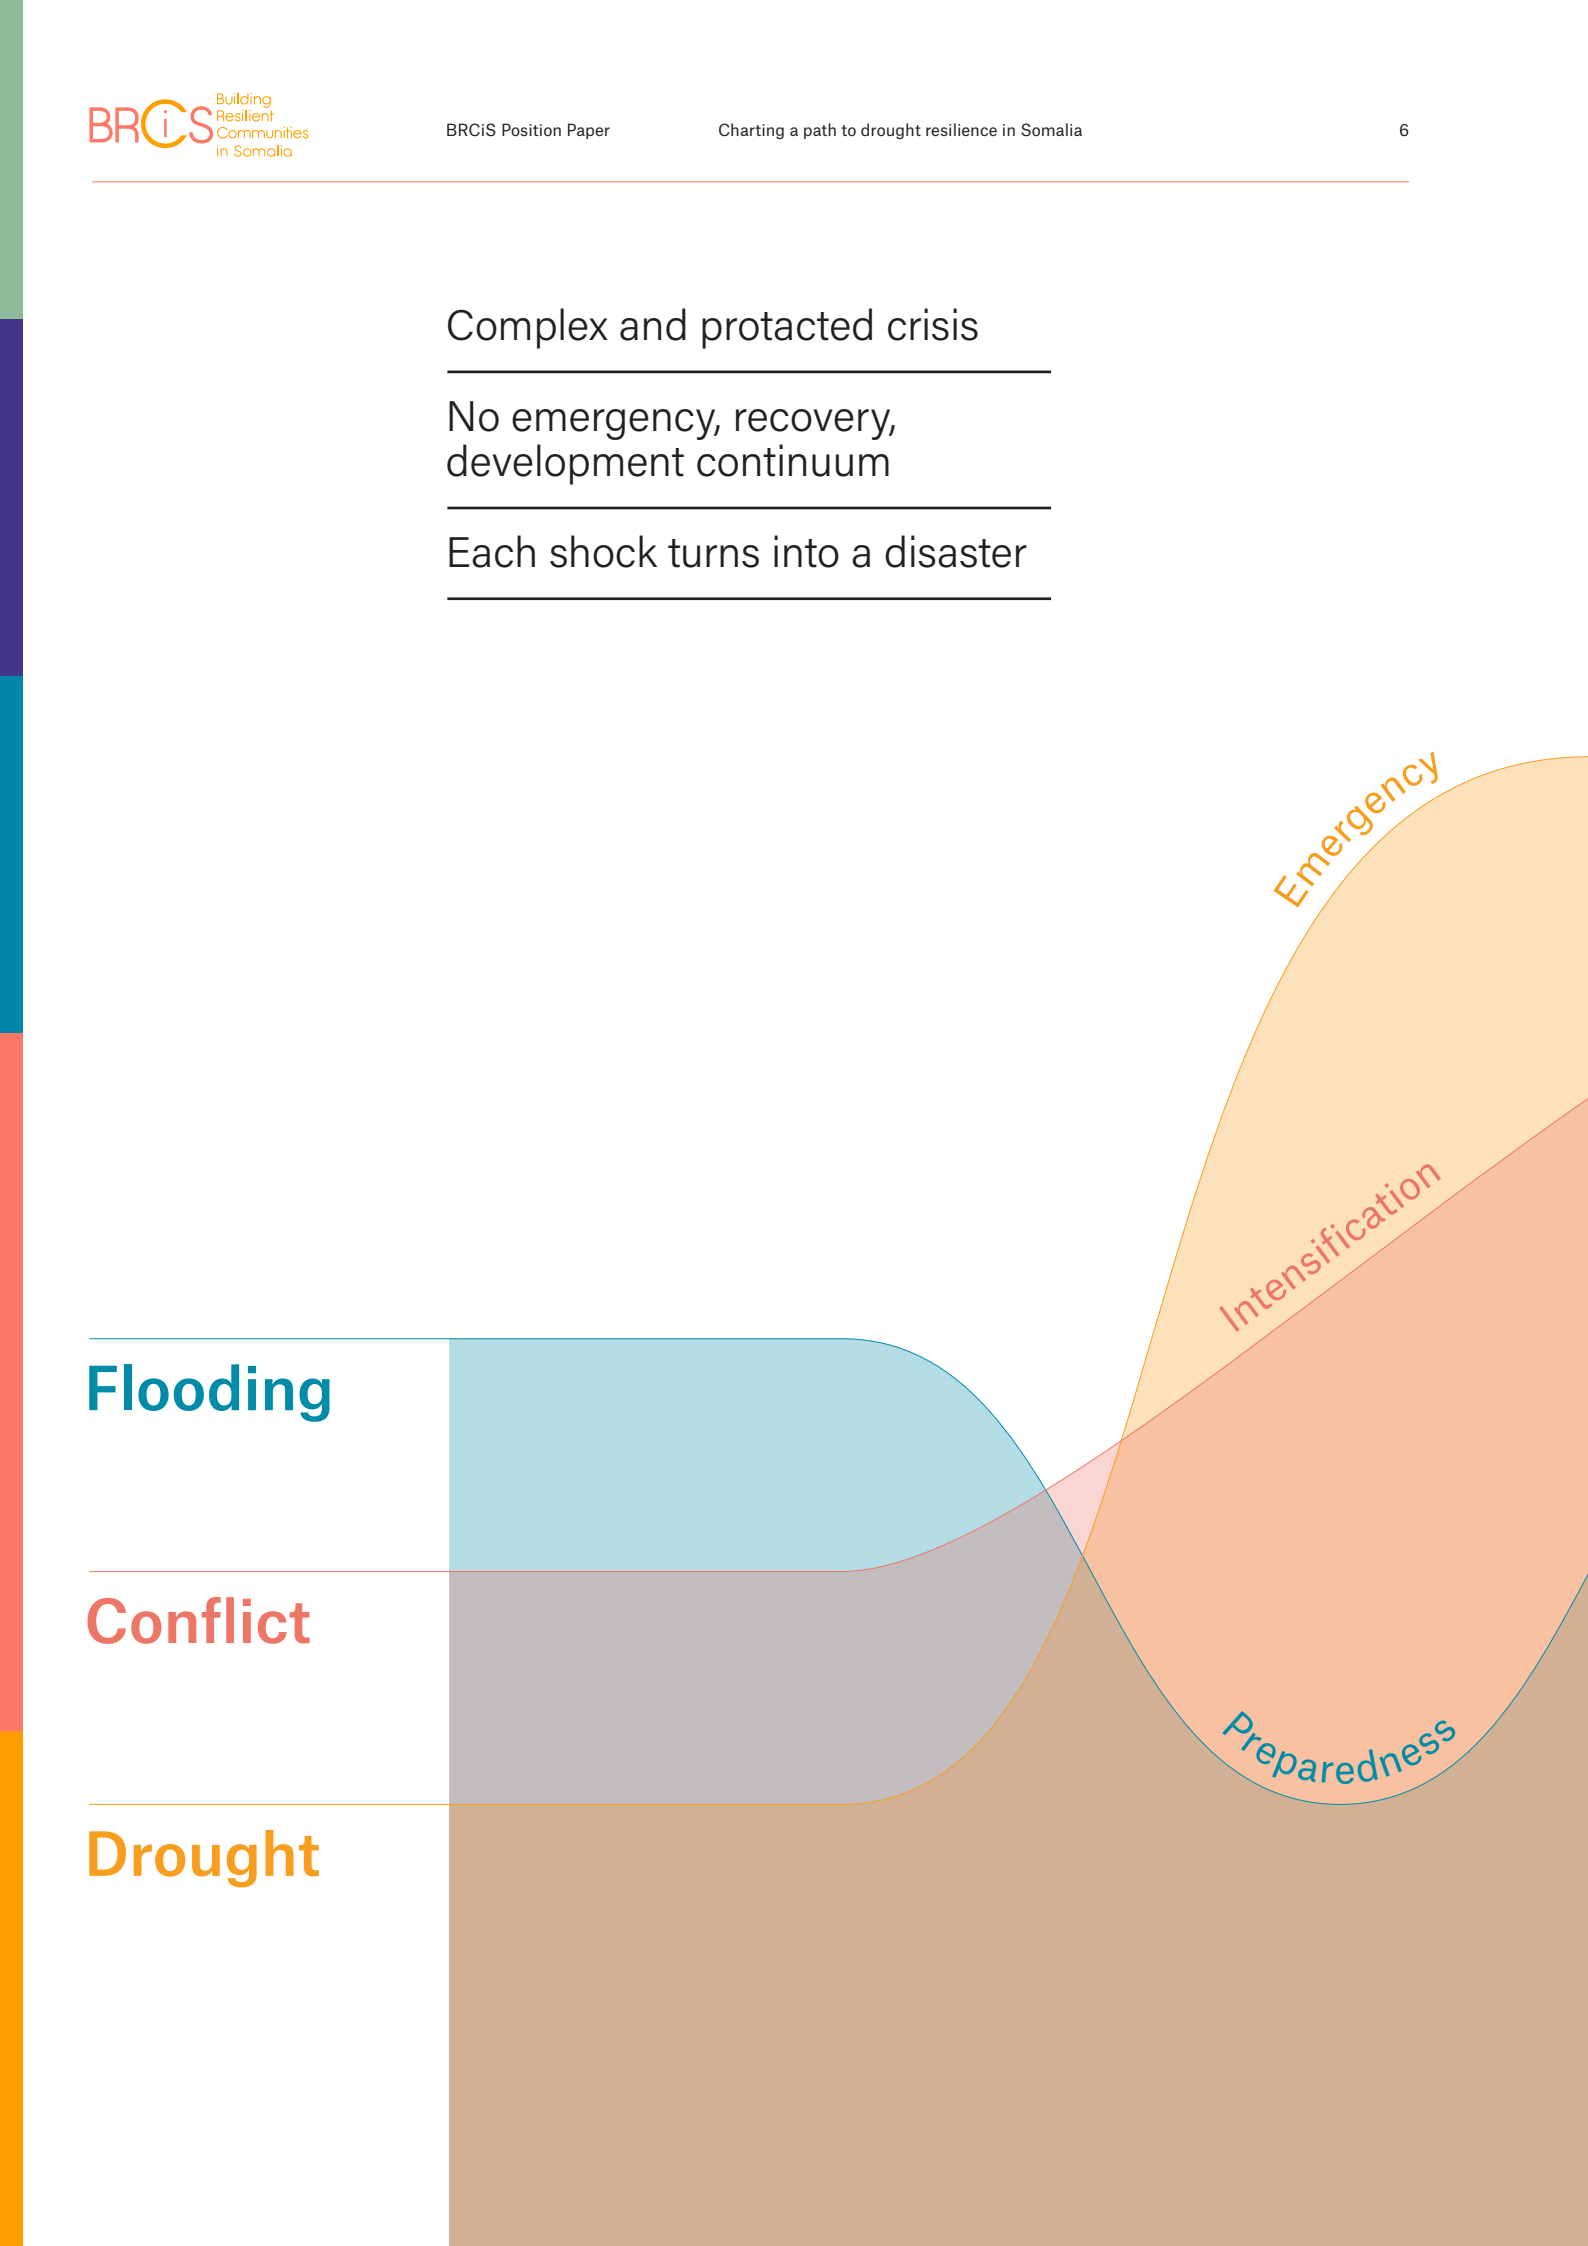 BRCiS
Building
Resilient
Communities
in Somalia
BRCiS Position Paper
Charting a path to drought resilience in Somalia
6
Complex and protacted crisis
No emergency, recovery,
development continuum
Each shock turns into a disaster
Emergency
Intensification
Flooding
Conflict
Preparedness
Drought